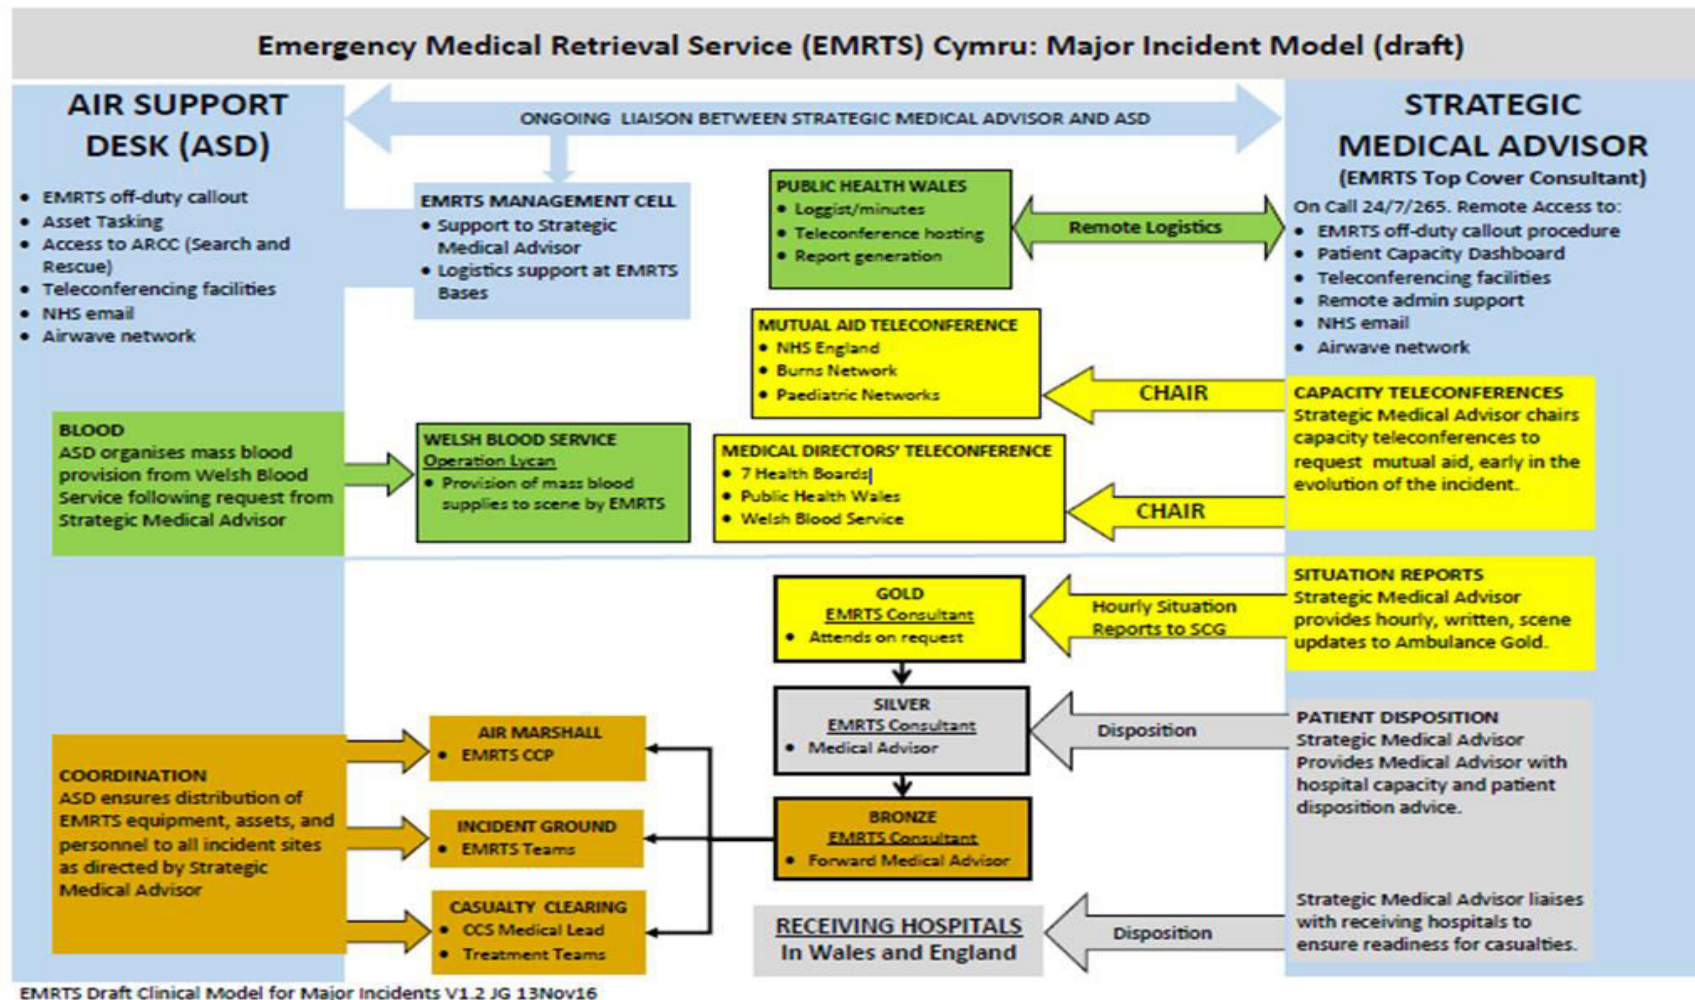 Emergency Medical Retrieval Service (EMRTS) Cymru: Major Incident Model (draft)
AIR SUPPORT
DESK (ASD)
• EMRTS off-duty callout
• Asset Tasking
• Access to ARCC (Search and
Rescue)
• Teleconferencing facilities
• NHS email
• Airwave network
ONGOING LIAISON BETWEEN STRATEGIC MEDICAL ADVISOR AND ASD
EMRTS MANAGEMENT CELL
• Support to Strategic
Medical Advisor
• Logistics support at EMRTS
Bases
PUBLIC HEALTH WALES
• Loggist/minutes
• Teleconference hosting
• Report generation
Remote Logistics
STRATEGIC
MEDICAL ADVISOR
(EMRTS Top Cover Consultant)
On Call 24/7/265. Remote Access to:
• EMRTS off-duty callout procedure
• Patient Capacity Dashboard
• Teleconferencing facilities
• Remote admin support
• NHS email
• Airwave network
MUTUAL AID TELECONFERENCE
• NHS England
• Burns Network
• Paediatric Networks
CHAIR
CAPACITY TELECONFERENCES
Strategic Medical Advisor chairs
capacity teleconferences to
request mutual aid, early in the
evolution of the incident.
BLOOD
ASD organises mass blood
provision from Welsh Blood
Service following request from
Strategic Medical Advisor
WELSH BLOOD SERVICE
Operation Lycan
• Provision of mass blood
supplies to scene by EMRTS
MEDICAL DIRECTORS' TELECONFERENCE
• 7 Health Boards
• Public Health Wales
• Welsh Blood Service
CHAIR
GOLD
EMRTS Consultant
• Attends on request
Hourly Situation
Reports to SCG
SITUATION REPORTS
Strategic Medical Advisor
provides hourly, written, scene
updates to Ambulance Gold.
SILVER
EMRTS Consultant
• Medical Advisor
Disposition
PATIENT DISPOSITION
Strategic Medical Advisor
Provides Medical Advisor with
hospital capacity and patient
disposition advice.
COORDINATION
ASD ensures distribution of
EMRTS equipment, assets, and
personnel to all incident sites
as directed by Strategic
Medical Advisor
AIR MARSHALL
• EMRTS CCP
INCIDENT GROUND
• EMRTS Teams
CASUALTY CLEARING
• CCS Medical Lead
• Treatment Teams
BRONZE
EMRTS Consultant
• Forward Medical Advisor
RECEIVING HOSPITALS
In Wales and England
Disposition
Strategic Medical Advisor liaises
with receiving hospitals to
ensure readiness for casualties.
EMRTS Draft Clinical Model for Major Incidents V1.2 JG 13Nov16